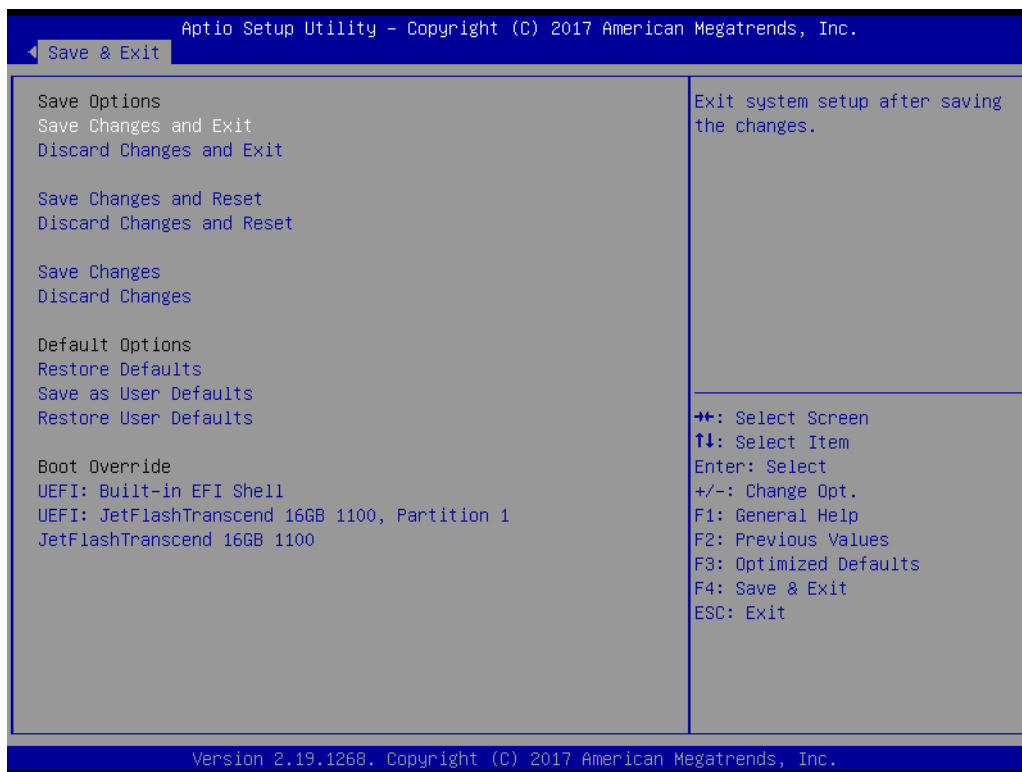 Aptio Setup Utility – Copyright (C) 2017 American Megatrends, Inc.
Save & Exit
Save Options
Save Changes and Exit
Discard Changes and Exit
Save Changes and Reset
Discard Changes and Reset
Save Changes
Discard Changes
Default Options
Restore Defaults
Save as User Defaults
Restore User Defaults
Boot Override
UEFI: Built-in EFI Shell
UEFI: JetFlashTranscend 16GB 1100, Partition 1
JetFlashTranscend 16GB 1100
Exit system setup after saving
the changes.
→←: Select Screen
↑↓: Select Item
Enter: Select
+/-: Change Opt.
F1: General Help
F2: Previous Values
F3: Optimized Defaults
F4: Save & Exit
ESC: Exit
Version 2.19.1268. Copyright (C) 2017 American Megatrends, Inc.